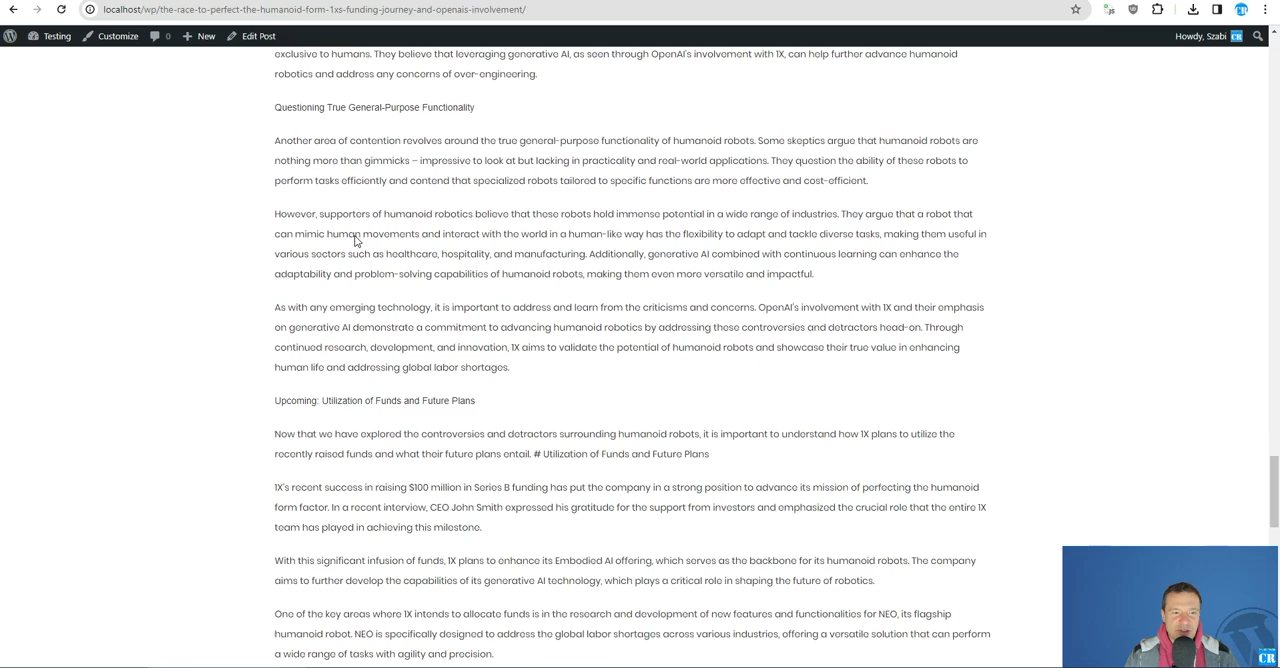 localhost/wp/the-race-to-perfect-the-humanoid-form-1xs-funding-journey-and-openais-involvement/
Testing Customize 0 New Edit Post Howdy, Szabi CR
exclusive to humans. They believe that leveraging generative AI, as seen through OpenAI's involvement with 1X, can help further advance humanoid
robotics and address any concerns of over-engineering.
Questioning True General-Purpose Functionality
Another area of contention revolves around the true general-purpose functionality of humanoid robots. Some skeptics argue that humanoid robots are
nothing more than gimmicks – impressive to look at but lacking in practicality and real-world applications. They question the ability of these robots to
perform tasks efficiently and contend that specialized robots tailored to specific functions are more effective and cost-efficient.
However, supporters of humanoid robotics believe that these robots hold immense potential in a wide range of industries. They argue that a robot that
can mimic human movements and interact with the world in a human-like way has the flexibility to adapt and tackle diverse tasks, making them useful in
various sectors such as healthcare, hospitality, and manufacturing. Additionally, generative AI combined with continuous learning can enhance the
adaptability and problem-solving capabilities of humanoid robots, making them even more versatile and impactful.
As with any emerging technology, it is important to address and learn from the criticisms and concerns. OpenAI's involvement with 1X and their emphasis
on generative AI demonstrate a commitment to advancing humanoid robotics by addressing these controversies and detractors head-on. Through
continued research, development, and innovation, 1X aims to validate the potential of humanoid robots and showcase their true value in enhancing
human life and addressing global labor shortages.
Upcoming: Utilization of Funds and Future Plans
Now that we have explored the controversies and detractors surrounding humanoid robots, it is important to understand how 1X plans to utilize the
recently raised funds and what their future plans entail. # Utilization of Funds and Future Plans
1X's recent success in raising $100 million in Series B funding has put the company in a strong position to advance its mission of perfecting the humanoid
form factor. In a recent interview, CEO John Smith expressed his gratitude for the support from investors and emphasized the crucial role that the entire 1X
team has played in achieving this milestone.
With this significant infusion of funds, 1X plans to enhance its Embodied AI offering, which serves as the backbone for its humanoid robots. The company
aims to further develop the capabilities of its generative AI technology, which plays a critical role in shaping the future of robotics.
One of the key areas where 1X intends to allocate funds is in the research and development of new features and functionalities for NEO, its flagship
humanoid robot. NEO is specifically designed to address the global labor shortages across various industries, offering a versatile solution that can perform
a wide range of tasks with agility and precision.
CR